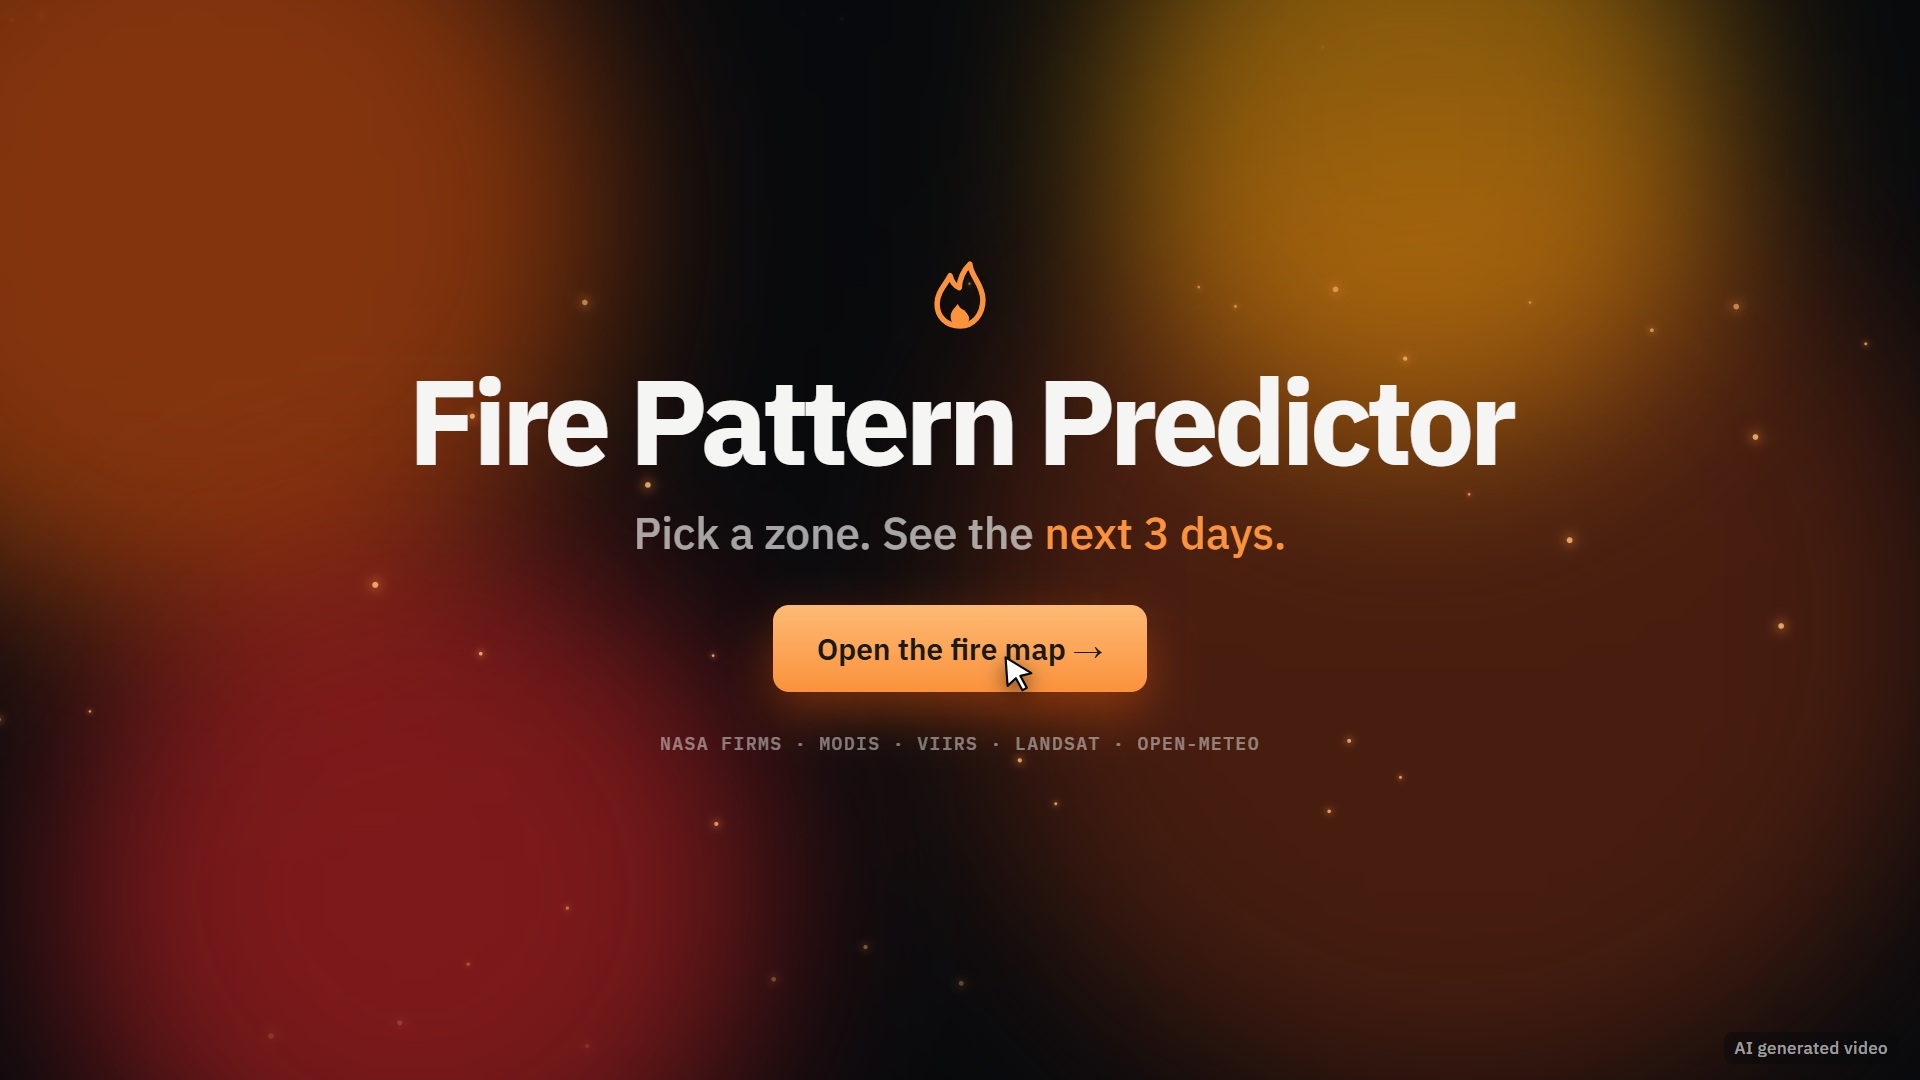 Fire Pattern Predictor
Pick a zone. See the next 3 days.
Open the fire map →
NASA FIRMS · MODIS · VIIRS · LANDSAT · OPEN-METEO
AI generated video